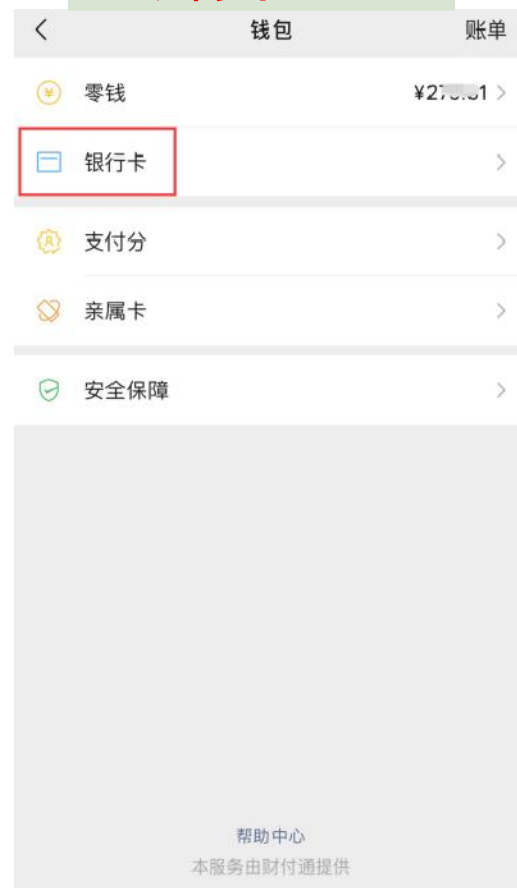 钱包
账单
零钱
银行卡
支付分
亲属卡
安全保障
帮助中心
本服务由财付通提供